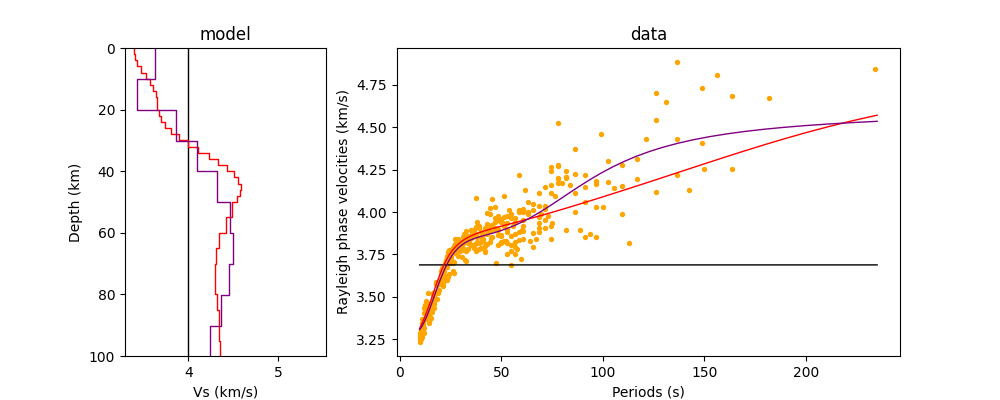 model
0
20
40
60
80
100
Depth (km)
4 5
Vs (km/s)
data
4.75
4.50
4.25
4.00
3.75
3.50
3.25
Rayleigh phase velocities (km/s)
0 50 100 150 200
Periods (s)